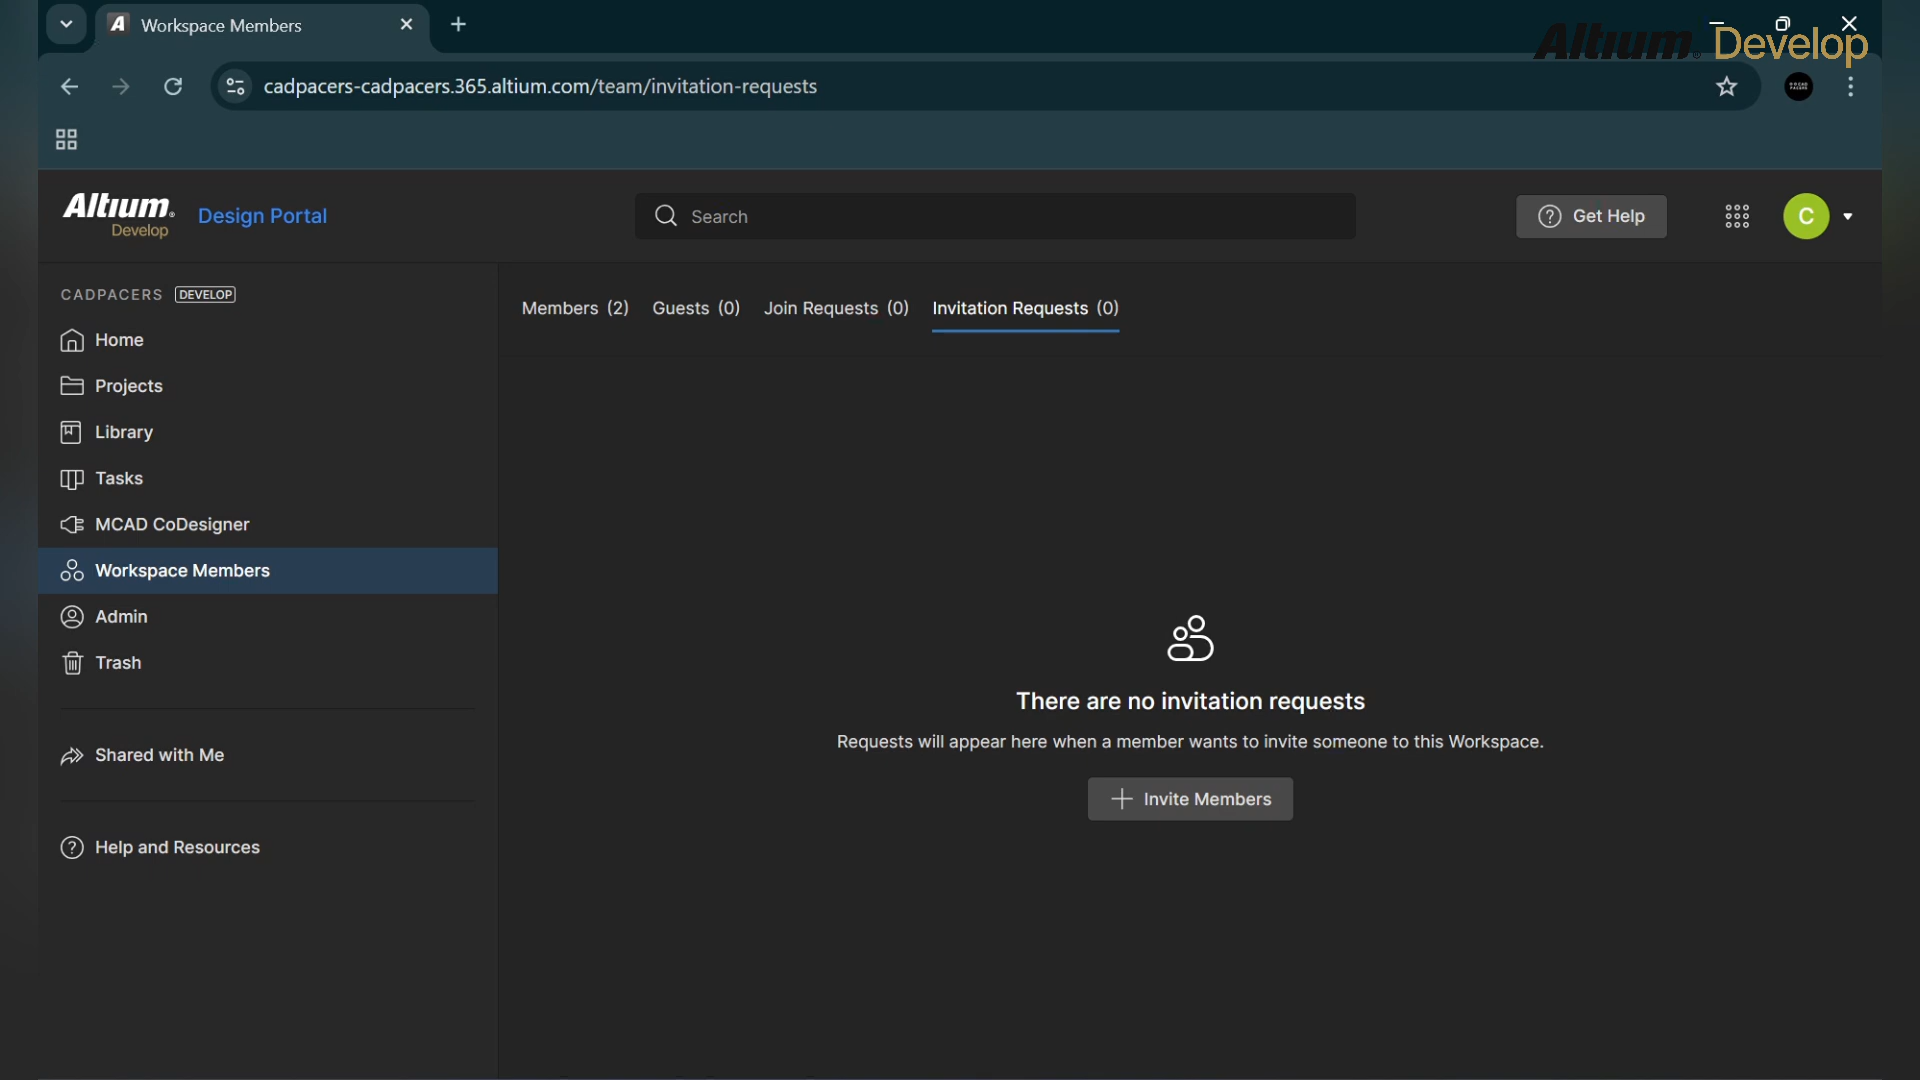 Workspace Members
Altium Develop
cadpacers-cadpacers.365.altium.com/team/invitation-requests
Altium.
Develop
Design Portal
Search
Get Help
C
CADPACERS DEVELOP
Home
Projects
Library
Tasks
MCAD CoDesigner
Workspace Members
Admin
Trash
Shared with Me
Help and Resources
Members (2) Guests (0) Join Requests (0) Invitation Requests (0)
There are no invitation requests
Requests will appear here when a member wants to invite someone to this Workspace.
Invite Members